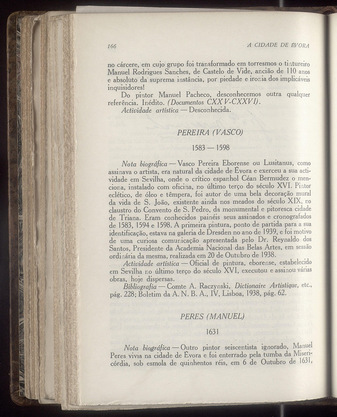 166 A CIDADE DE ÉVORA
no cárcere, em cujo grupo foi transformado em torresmos o tintureiro
Manuel Rodrigues Sanches, de Castelo de Vide, ancião de 110 anos
e absoluto da suprema instância, por piedade e ironia dos implicáveis
inquisidores!
Do pintor Manuel Pacheco, desconhecemos outra qualquer
referência. Inédito. (Documentos CXXV-CXXVI).
Actividade artística — Desconhecida.
PEREIRA (VASCO)
1583 — 1598
Nota biográfica — Vasco Pereira Eborense ou Lusitanus, como
assinava o artista, era natural da cidade de Évora e exerceu a sua acti-
vidade em Sevilha, onde o crítico espanhol Céan Bermudez o men-
ciona, instalado com oficina, no último terço do século XVI. Pintor
eclético, de óleo e têmpera, foi autor de uma bela decoração mural
da vida de S. João, existente ainda nos meados do século XIX, no
claustro do Convento de S. Pedro, da monumental e pitoresca cidade
de Triana. Eram conhecidos painéis seus assinados e cronografados
de 1583, 1594 e 1598. A primeira pintura, ponto de partida para a sua
identificação, estava na galeria de Dresden no ano de 1939, e foi motivo
de uma curiosa comunicação apresentada pelo Dr. Reynaldo dos
Santos, Presidente da Academia Nacional das Belas Artes, em sessão
ordinária da mesma, realizada em 20 de Outubro de 1938.
Actividade artística — Oficial de pintura, eborense, estabelecido
em Sevilha no último terço do século XVI, executou e assinou várias
obras, hoje dispersas.
Bibliografia — Comte A. Raczynski, Dictionaire Artistique, etc.,
pág. 228; Boletim da A. N. B. A., IV, Lisboa, 1938, pág. 62.
PERES (MANUEL)
1631
Nota biográfica — Outro pintor seiscentista ignorado, Manuel
Peres vivia na cidade de Évora e foi enterrado pela tumba da Miseri-
córdia, sob esmola de quinhentos réis, em 6 de Outubro de 1631,